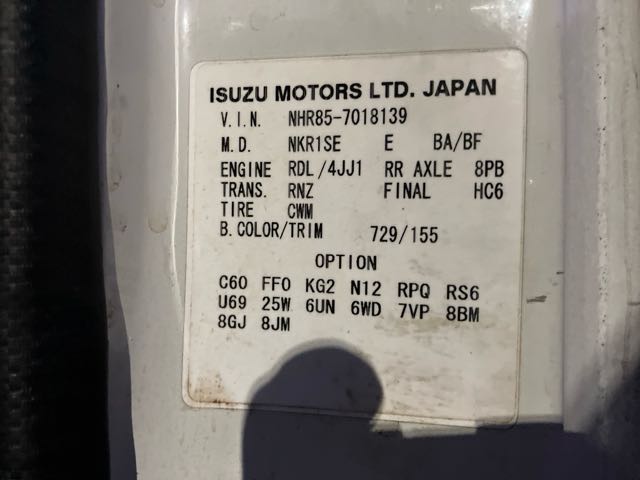 ISUZU MOTORS LTD. JAPAN
V.I.N. NHR85-7018139
M.D. NKR1SE E BA/BF
ENGINE RDL/4JJ1 RR AXLE 8PB
TRANS. RNZ FINAL HC6
TIRE CWM
B.COLOR/TRIM 729/155
OPTION
C60 FF0 KG2 N12 RPQ RS6
U69 25W 6UN 6WD 7VP 8BM
8GJ 8JM